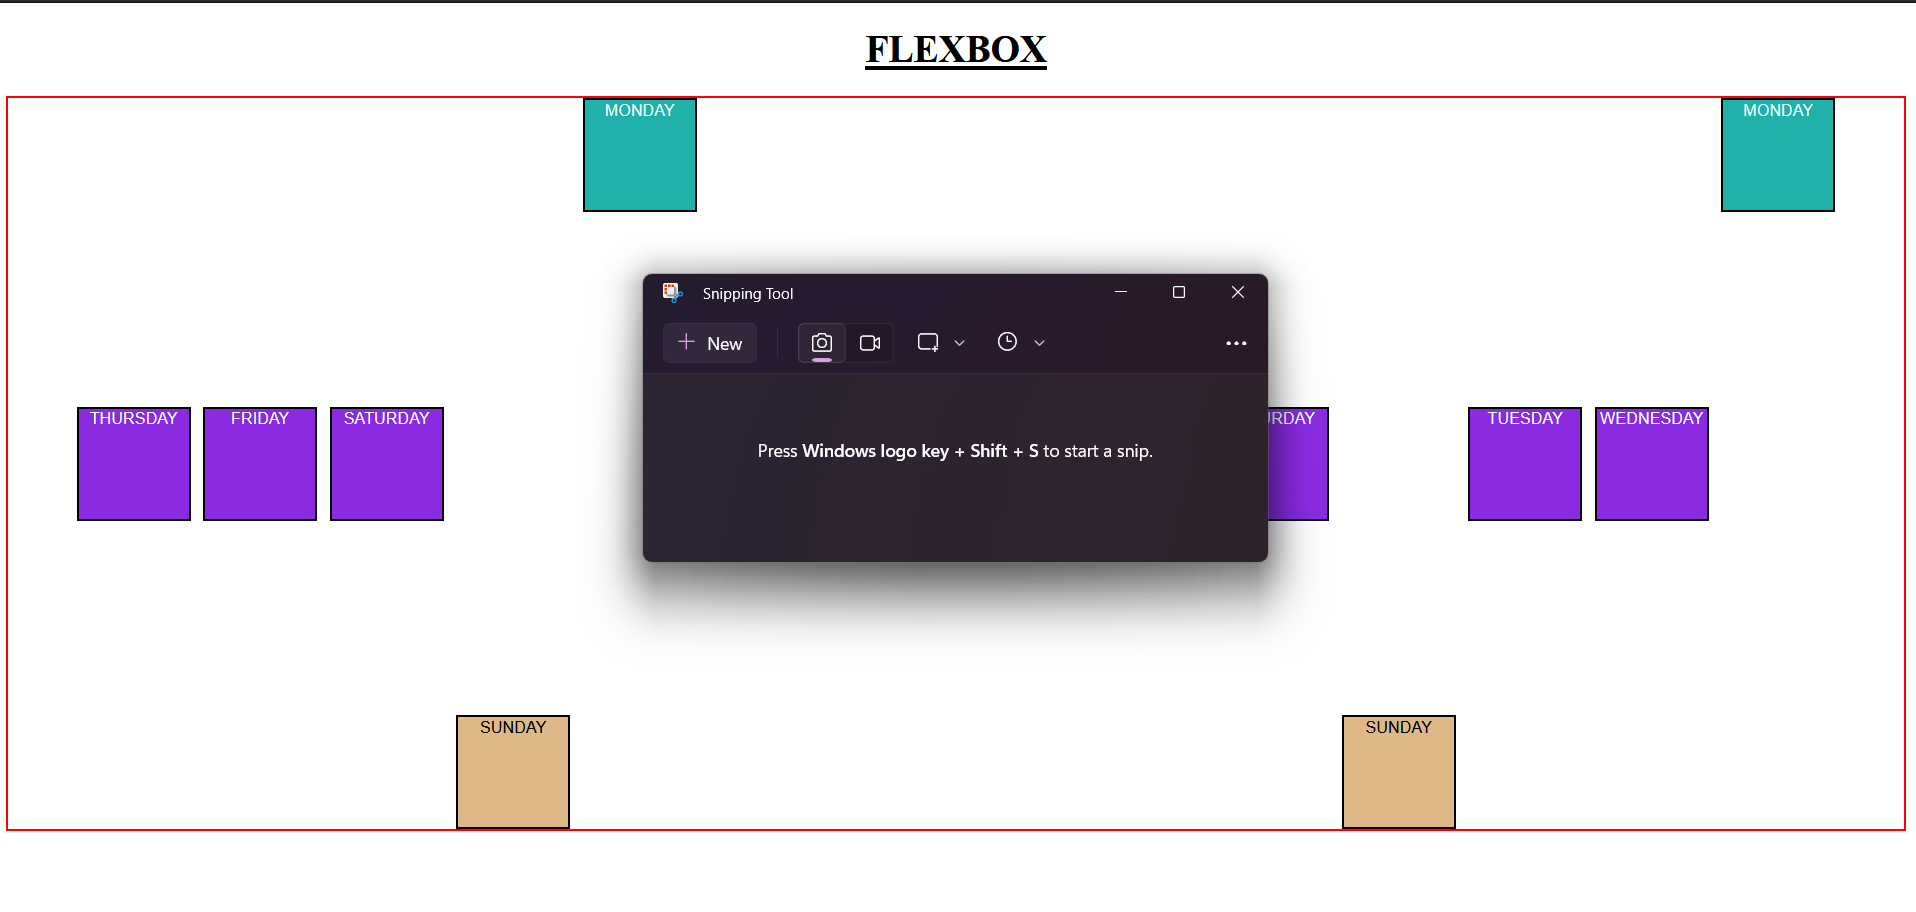 FLEXBOX
MONDAY
MONDAY
Snipping Tool
New
THURSDAY
FRIDAY
SATURDAY
TUESDAY
WEDNESDAY
Press Windows logo key + Shift + S to start a snip.
SUNDAY
SUNDAY